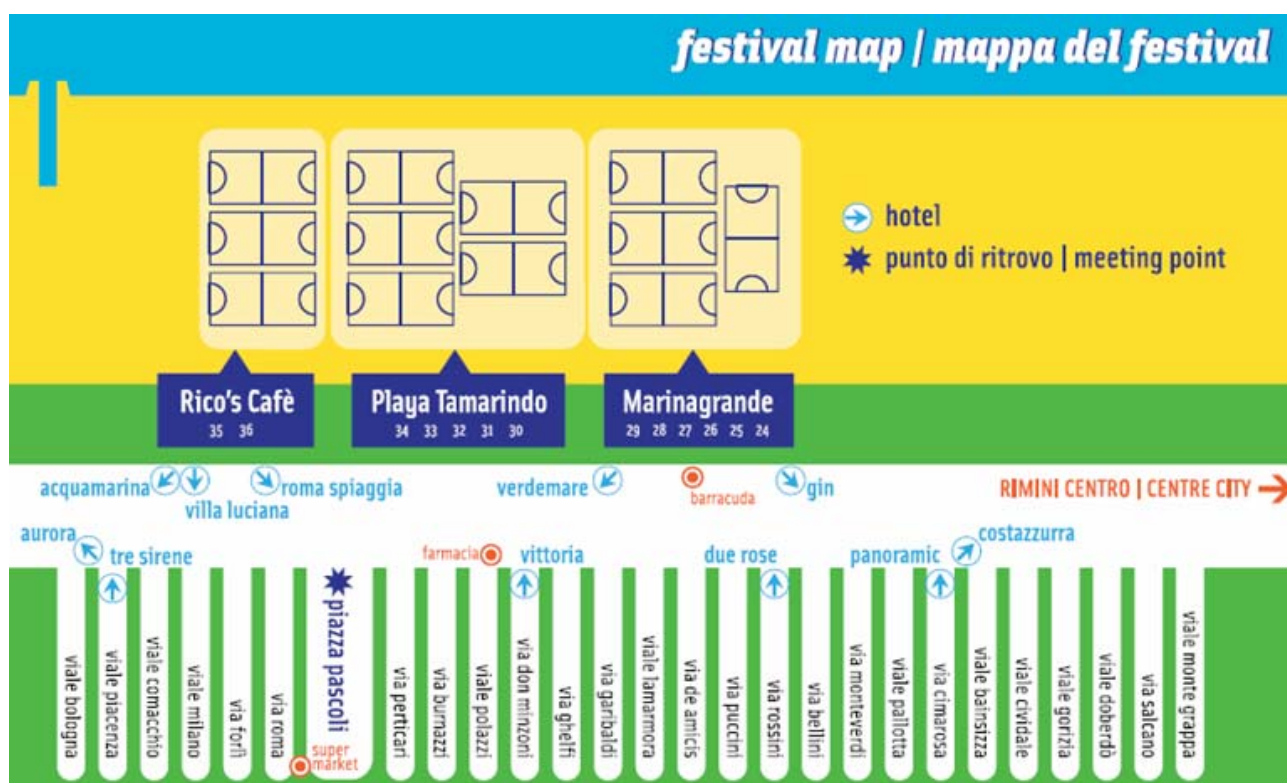 festival map | mappa del festival
hotel
punto di ritrovo | meeting point
Rico's Cafè
35 36
Playa Tamarindo
34 33 32 31 30
Marinagrande
29 28 27 26 25 24
acquamarina
villa luciana
roma spiaggia
verdemare
barracuda
gin
RIMINI CENTRO | CENTRE CITY
aurora
tre sirene
farmacia
vittoria
due rose
panoramic
costazzurra
viale bologna
viale piacenza
viale comacchio
viale milano
via forlì
via roma
super
market
piazza pascoli
via perticari
via burnazzi
viale polazzi
via don minzoni
via ghelfi
via garibaldi
viale lamarmora
via de amicis
via puccini
via rossini
via bellini
via monteverdi
viale pallotta
via cimarosa
viale bainsizza
viale cividale
viale gorizia
viale doberdò
via salcano
viale monte grappa